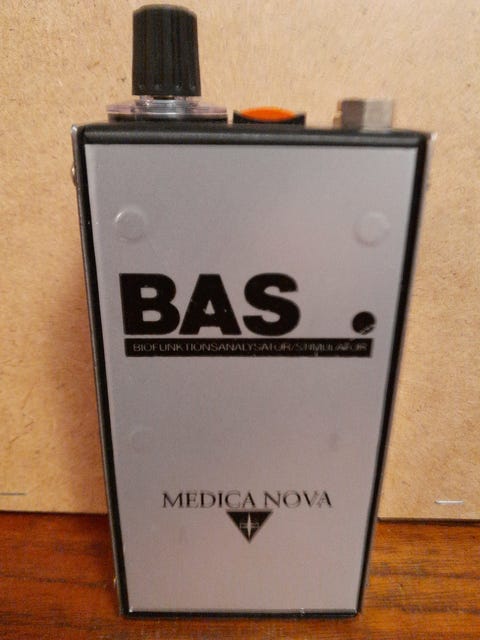 BAS.
BIOFUNKTIONSANALYSATOR/STIMULATOR
MEDICA NOVA